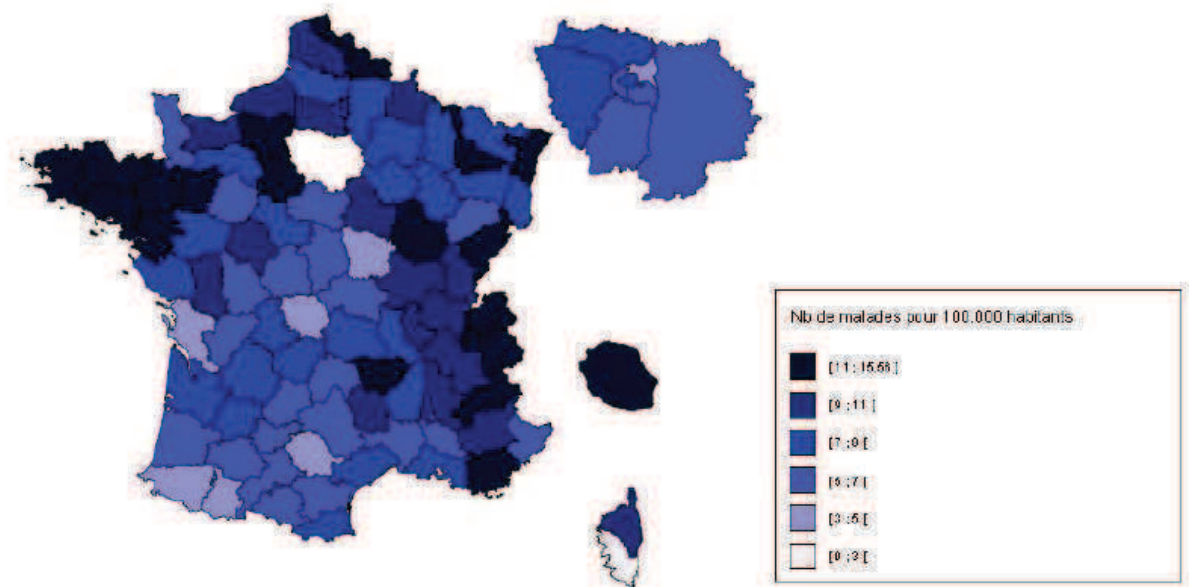 Nb de malades pour 100.000 habitants
[11 ; 15.56]
[9 ; 11 [
[7 ; 9 [
[5 ; 7 [
[3 ; 5 [
[0 ; 3 [